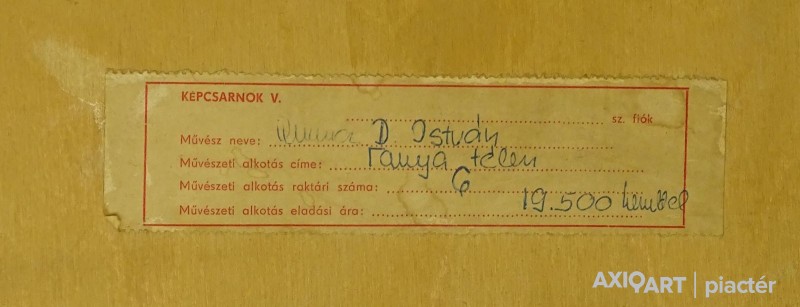 KÉPCSARNOK V.
sz. fiók
Művész neve: D. István
Művészeti alkotás címe: Tanya télen
Művészeti alkotás raktári száma: 6
Művészeti alkotás eladási ára: 19.500
AXIOART | piactér